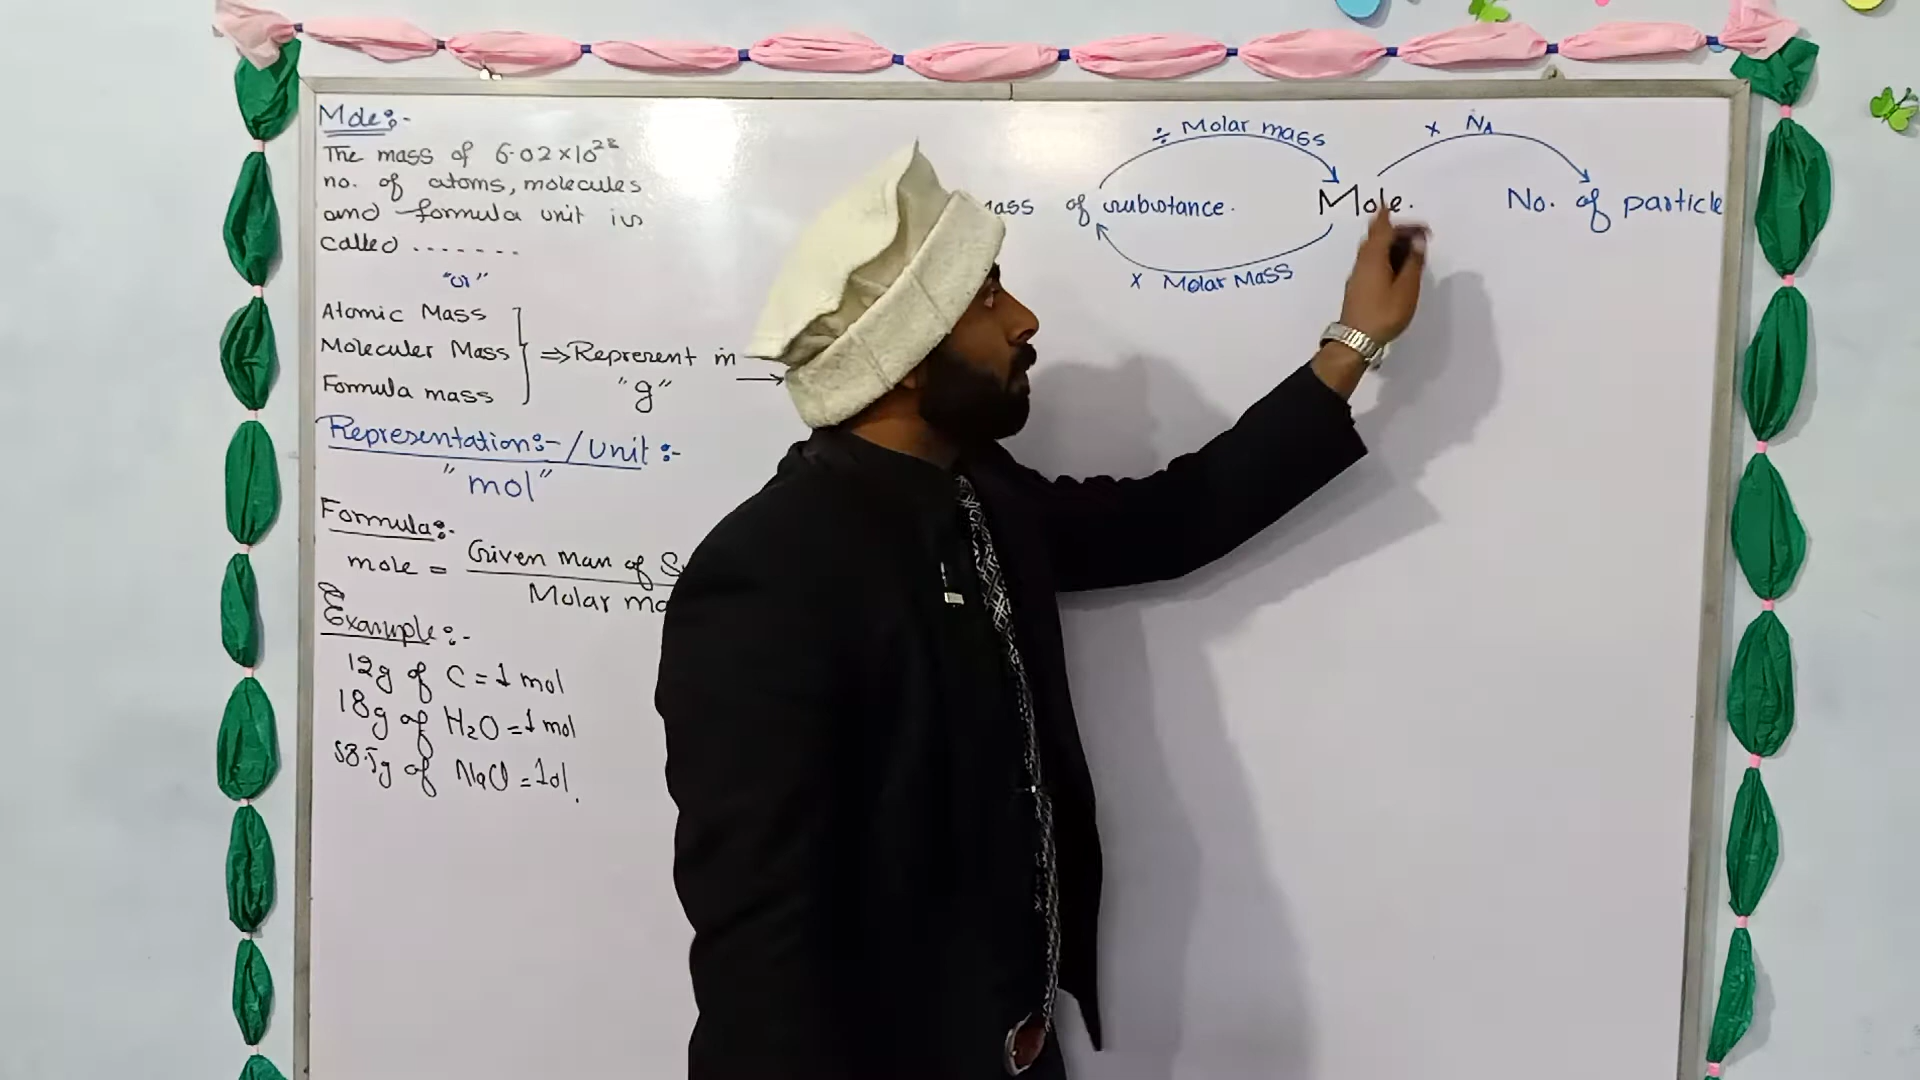 Mole:-
The mass of 6.02×10²³
no. of atoms, molecules
and formula unit is
called .......
"or"
Atomic Mass
Moleculer Mass
Formula mass
⇒ Represent in
"g" →
Representation:-/Unit:-
"mol"
Formula:-
mole = Given Mass of
Molar
Example:-
12g of C = 1 mol
18g of H₂O = 1 mol
58.5g of NaCl = 1ol.
÷ Molar mass
× NA
of substance.
Mole.
No. of particle
× Molar Mass